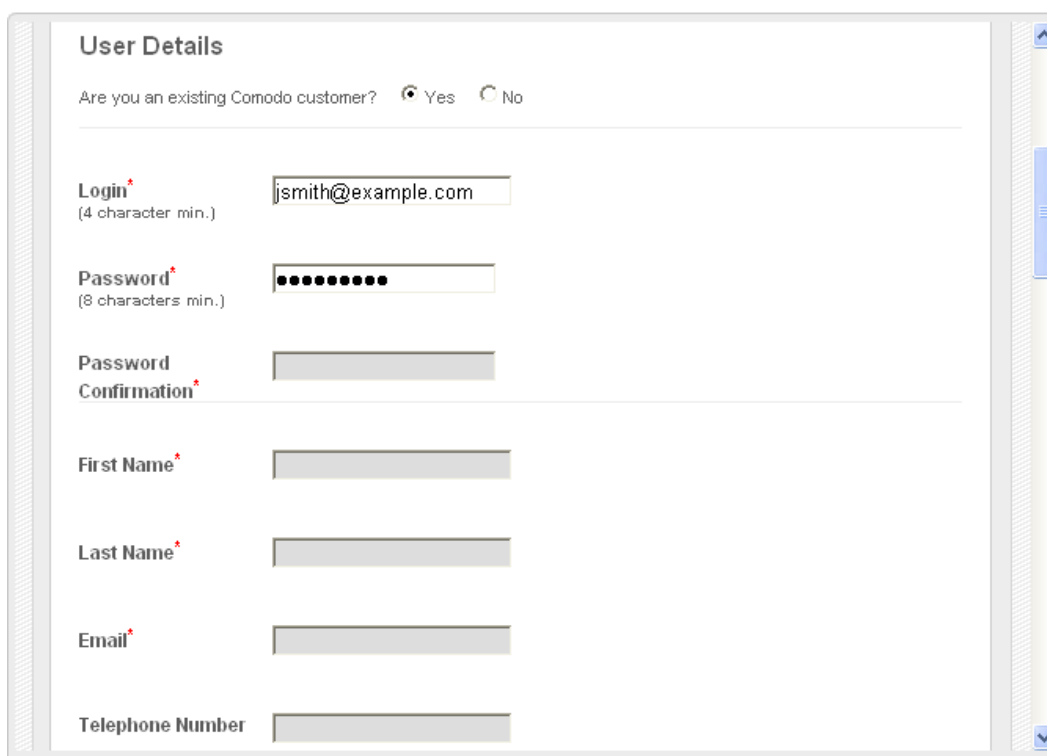 User Details
Are you an existing Comodo customer? Yes No
Login* jsmith@example.com
(4 character min.)
Password* ●●●●●●●●●
(8 characters min.)
Password
Confirmation*
First Name*
Last Name*
Email*
Telephone Number